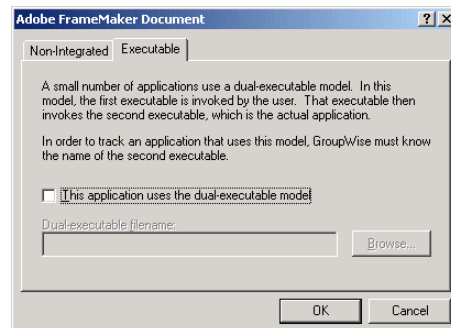 Adobe FrameMaker Document
Non-Integrated Executable
A small number of applications use a dual-executable model. In this
model, the first executable is invoked by the user. That executable then
invokes the second executable, which is the actual application.
In order to track an application that uses this model, GroupWise must know
the name of the second executable.
This application uses the dual-executable model
Dual-executable filename:
Browse...
OK Cancel